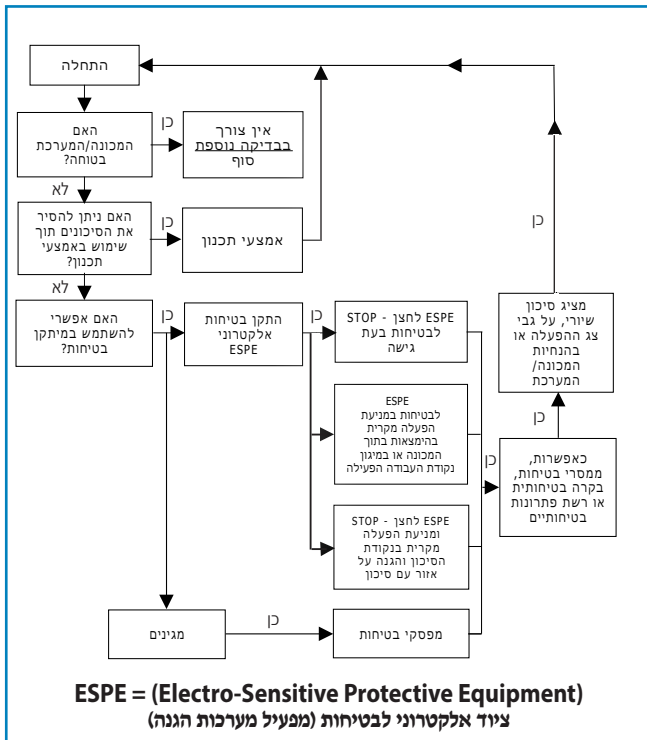 התחלה
האם
המכונה/המערכת
בטוחה?
כן
אין צורך
בבדיקה נוספת
סוף
לא
האם ניתן להסיר
את הסיכונים תוך
שימוש באמצעי
תכנון?
כן
אמצעי תכנון
לא
האם אפשרי
להשתמש במיתקן
בטיחות?
כן
התקן בטיחות
אלקטרוני
ESPE
כן
ESPE לחצן - STOP
לבטיחות בעת
גישה
ESPE
לבטיחות במניעת
הפעלה מקרית
בהימצאות בתוך
המכונה או במיגון
נקודת העבודה הפעילה
ESPE לחצן - STOP
ומניעת הפעלה
מקרית בנקודת
הסיכון והגנה על
אזור עם סיכון
מגינים
כן
מפסקי בטיחות
כן
כאפשרות,
ממסרי בטיחות,
בקרה בטיחותית
או רשת פתרונות
בטיחותיים
כן
מציג סיכון
שיורי, על גבי
צג ההפעלה או
בהנחיות
המכונה/
המערכת
כן
ESPE = (Electro-Sensitive Protective Equipment)
ציוד אלקטרוני לבטיחות (מפעיל מערכות הגנה)